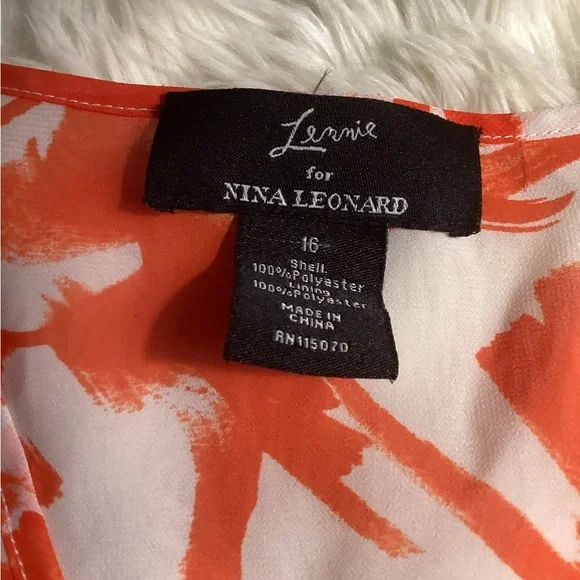 Lennie
for
NINA LEONARD
16
Shell
100%Polyester
Lining
100%Polyester
MADE IN
CHINA
RN115070